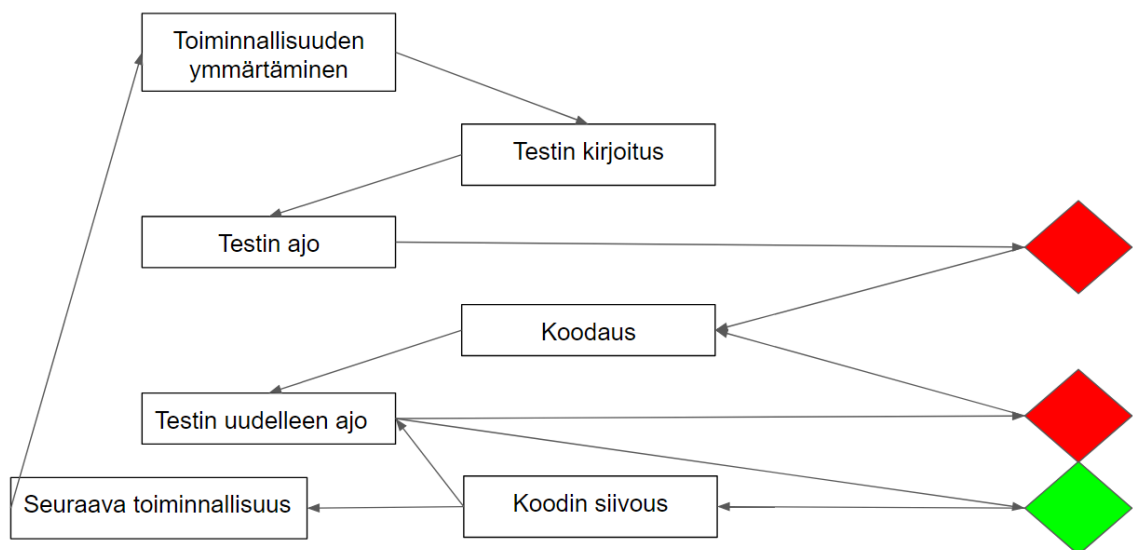 Toiminnallisuuden
ymmärtäminen
Testin kirjoitus
Testin ajo
Koodaus
Testin uudelleen ajo
Seuraava toiminnallisuus
Koodin siivous